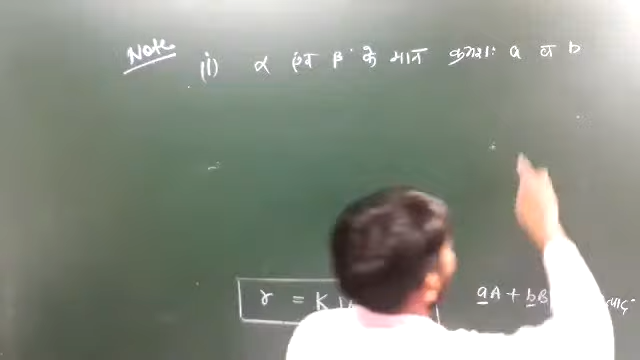 Note
(i) α एवं β के मान क्रमशः a व b
r = K
aA + bB